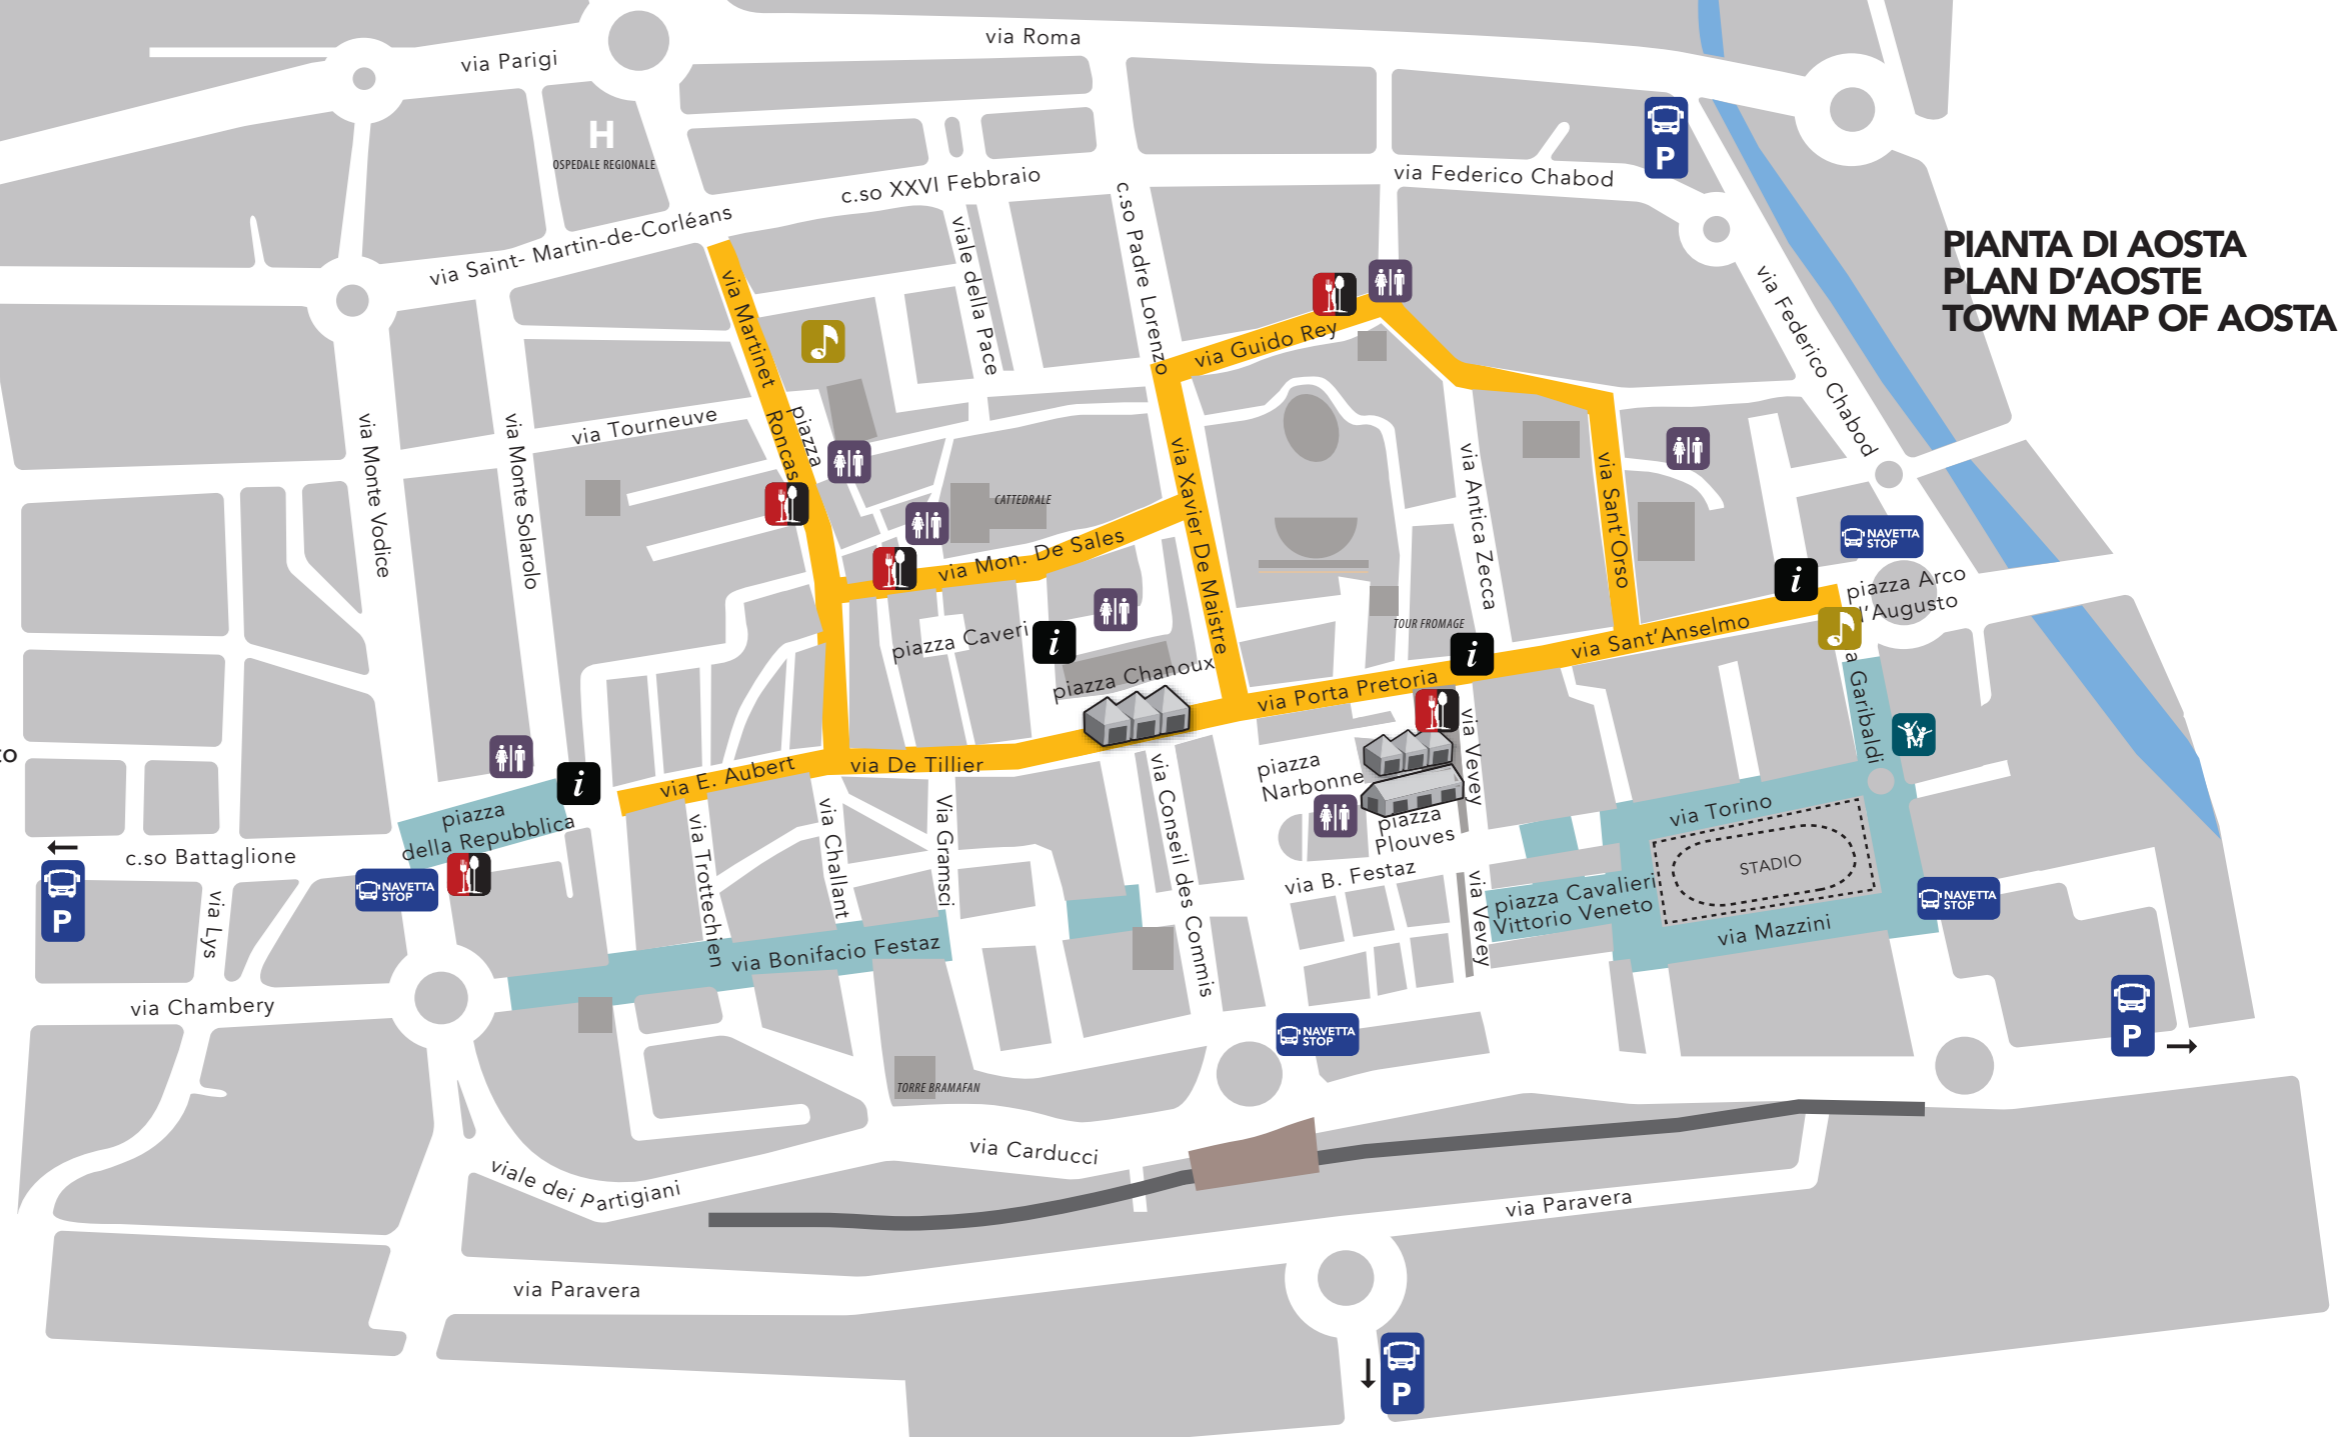 via Roma
via Parigi
H
OSPEDALE REGIONALE
P
via Federico Chabod
c.so XXVI Febbraio
via Saint- Martin-de-Corléans
c.so Padre Lorenzo
viale della Pace
PIANTA DI AOSTA
PLAN D'AOSTE
TOWN MAP OF AOSTA
via Federico Chabod
via Martinet
via Guido Rey
piazza
Roncas
via Tourneuve
via Monte Vodice
via Monte Solarolo
via Xavier De Maistre
via Antica Zecca
via Sant'Orso
CATTEDRALE
via Mon. De Sales
NAVETTA
STOP
i
piazza Arco
d'Augusto
piazza Caveri
i
TOUR FROMAGE
i
via Sant'Anselmo
piazza Chanoux
via Porta Pretoria
a Garibaldi
via Vevey
co
i
via E. Aubert
via De Tillier
piazza
Narbonne
piazza
della Repubblica
via Trottechien
via Challant
Via Gramsci
via Conseil des Commis
piazza
Plouves
via Torino
STADIO
c.so Battaglione
P
NAVETTA
STOP
via Lys
via B. Festaz
via Vevey
piazza Cavalieri
Vittorio Veneto
NAVETTA
STOP
via Mazzini
via Bonifacio Festaz
via Chambery
NAVETTA
STOP
P
TORRE BRAMAFAN
via Carducci
viale dei Partigiani
via Paravera
via Paravera
P